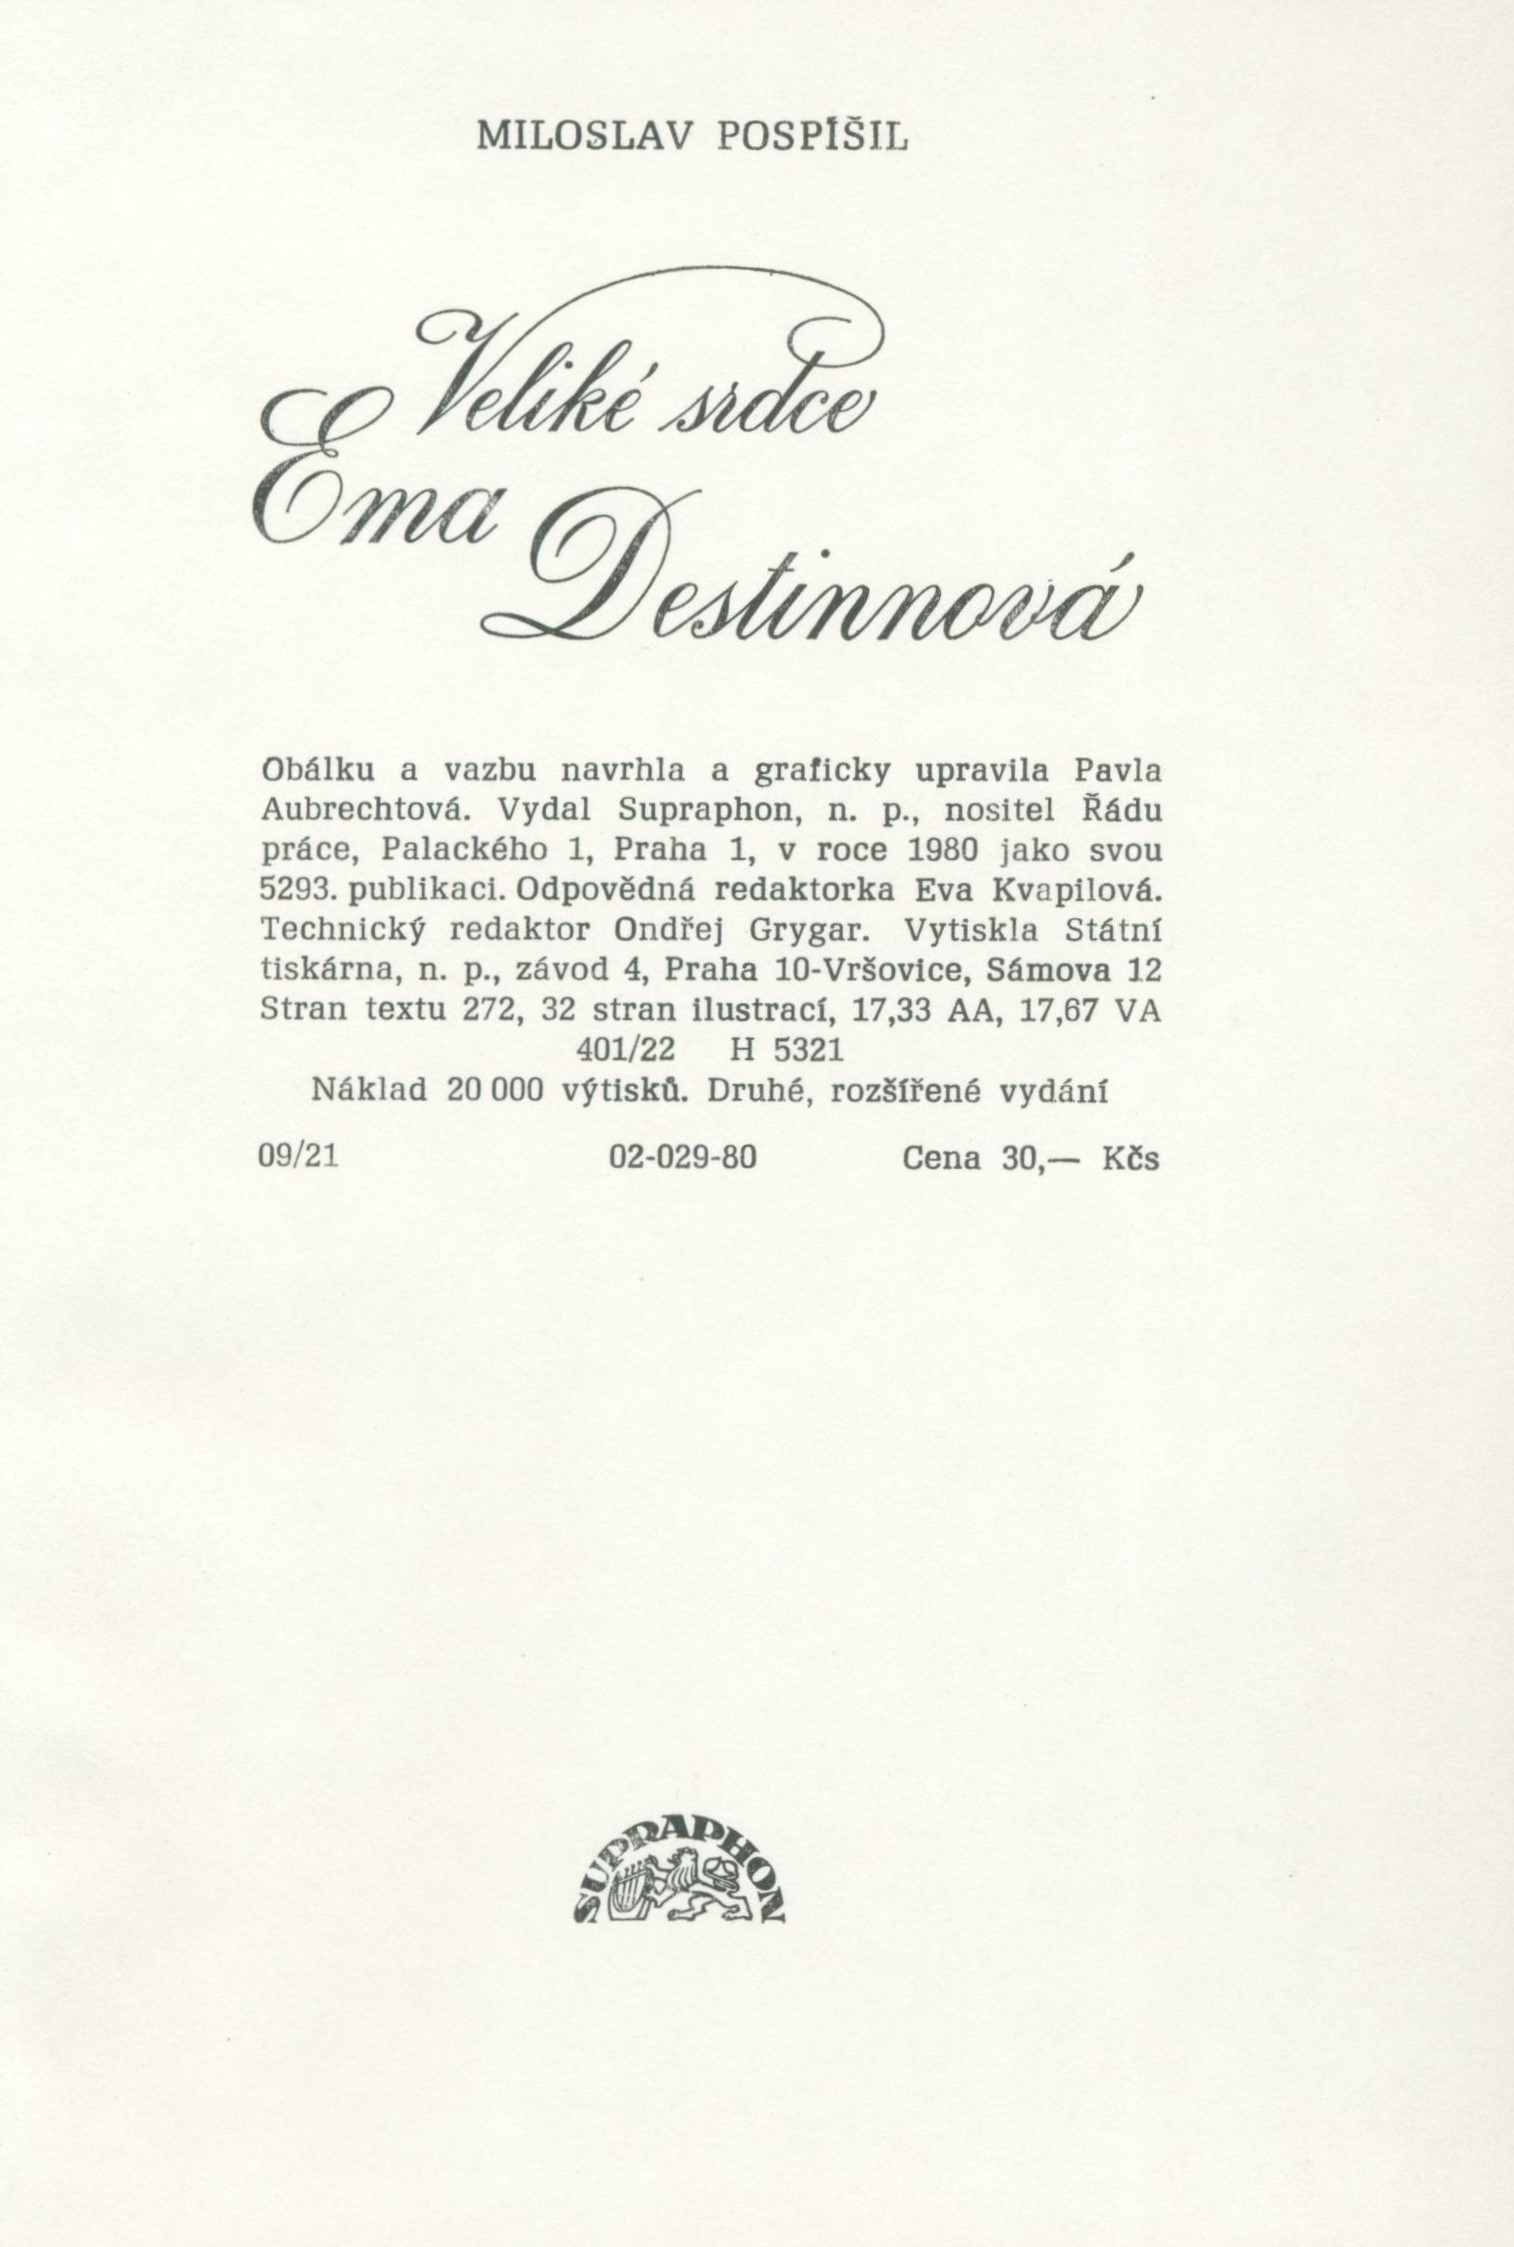 MILOSLAV POSPÍŠIL
Veliké srdce
Ema
Destinnová
Obálku a vazbu navrhla a graficky upravila Pavla
Aubrechtová. Vydal Supraphon, n. p., nositel Řádu
práce, Palackého 1, Praha 1, v roce 1980 jako svou
5293. publikaci. Odpovědná redaktorka Eva Kvapilová.
Technický redaktor Ondřej Grygar. Vytiskla Státní
tiskárna, n. p., závod 4, Praha 10-Vršovice, Sámova 12
Stran textu 272, 32 stran ilustrací, 17,33 AA, 17,67 VA
401/22 H 5321
Náklad 20 000 výtisků. Druhé, rozšířené vydání
09/21 02-029-80 Cena 30,— Kčs
SUPRAPHON